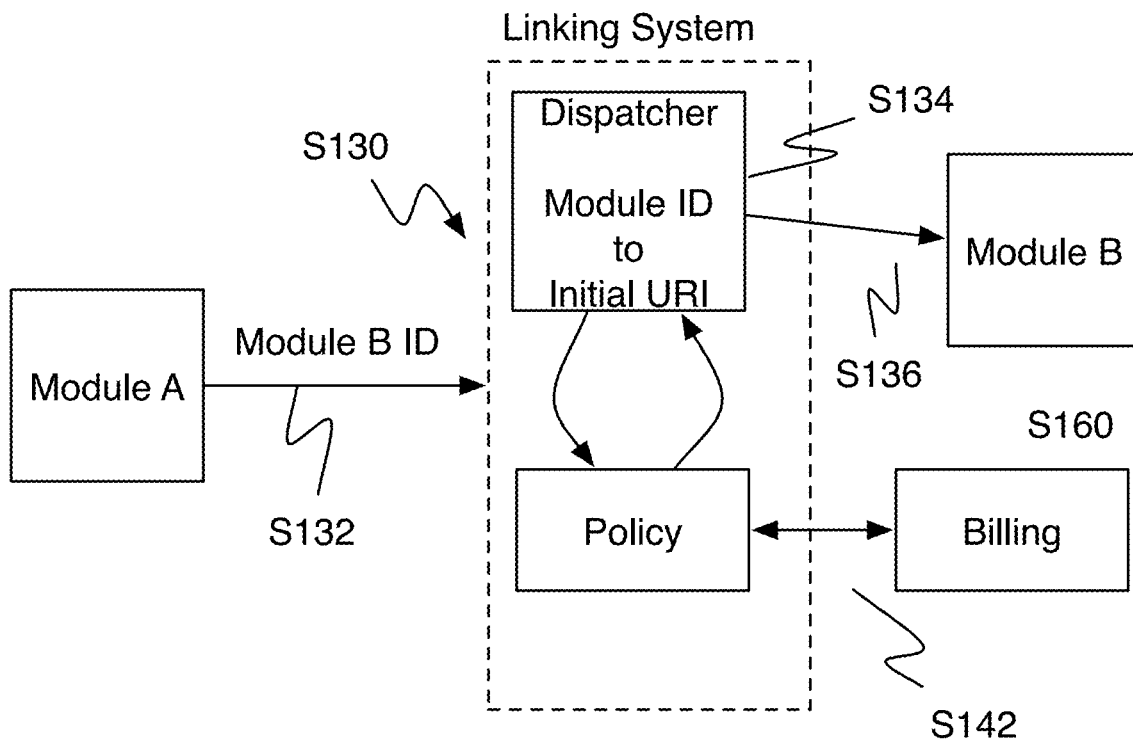 Linking System
Dispatcher
S134
S130
Module ID
to
Initial URI
Module B
Module B ID
Module A
S136
S160
S132
Policy
Billing
S142